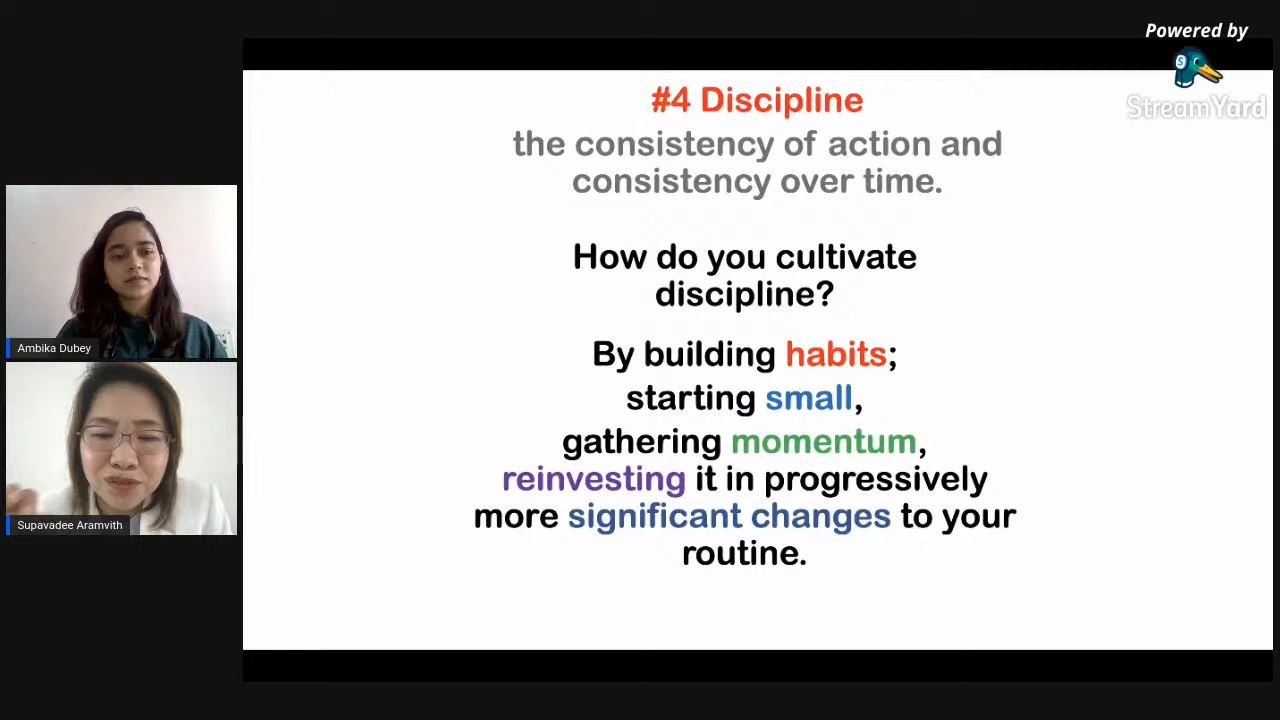 Powered by
StreamYard
#4 Discipline
the consistency of action and
consistency over time.
How do you cultivate
discipline?
By building habits;
starting small,
gathering momentum,
reinvesting it in progressively
more significant changes to your
routine.
Ambika Dubey
Supavadee Aramvith